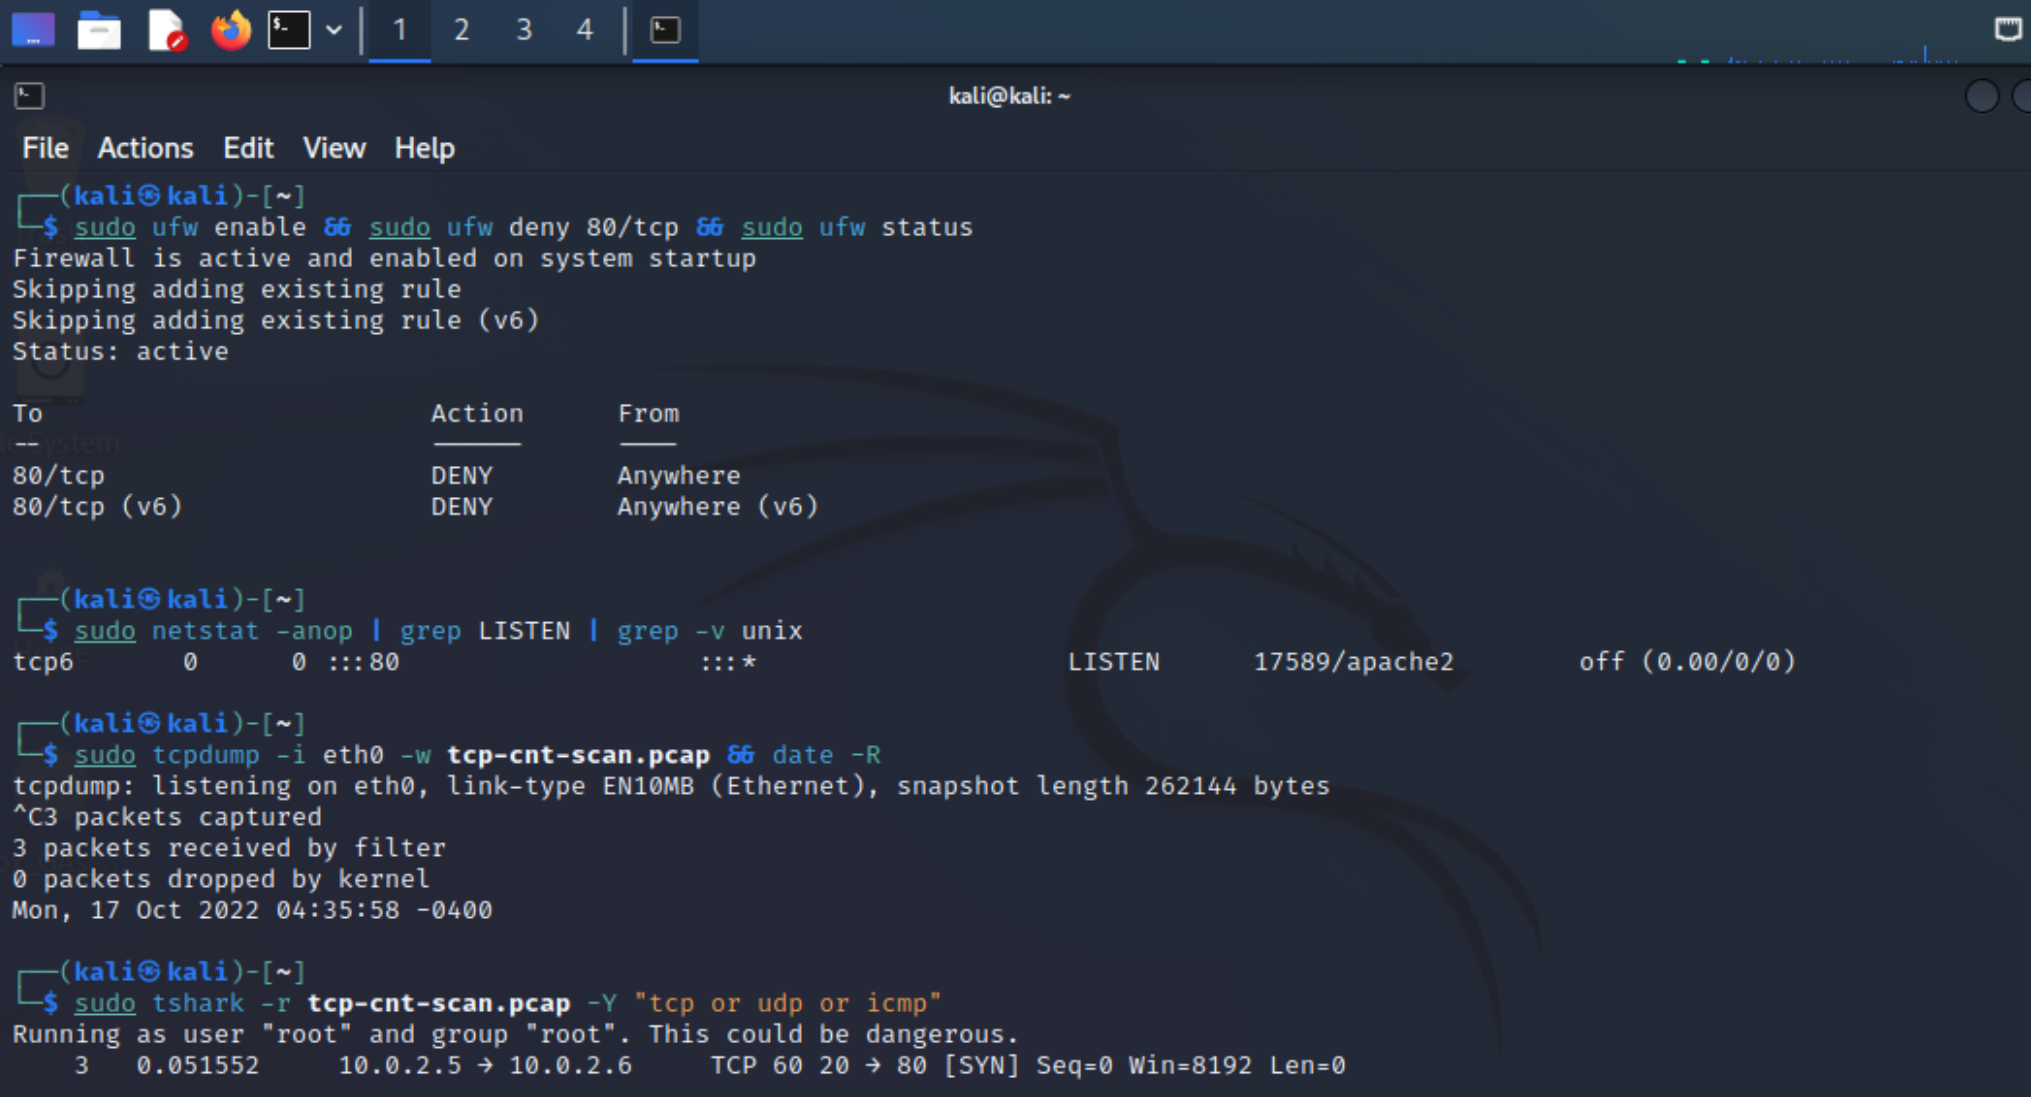 1 2 3 4
kali@kali: ~
File Actions Edit View Help
┌──(kali㉿kali)-[~]
└─$ sudo ufw enable && sudo ufw deny 80/tcp && sudo ufw status
Firewall is active and enabled on system startup
Skipping adding existing rule
Skipping adding existing rule (v6)
Status: active
To Action From
-- ------ ----
80/tcp DENY Anywhere
80/tcp (v6) DENY Anywhere (v6)
┌──(kali㉿kali)-[~]
└─$ sudo netstat -anop | grep LISTEN | grep -v unix
tcp6 0 0 :::80 :::* LISTEN 17589/apache2 off (0.00/0/0)
┌──(kali㉿kali)-[~]
└─$ sudo tcpdump -i eth0 -w tcp-cnt-scan.pcap && date -R
tcpdump: listening on eth0, link-type EN10MB (Ethernet), snapshot length 262144 bytes
^C3 packets captured
3 packets received by filter
0 packets dropped by kernel
Mon, 17 Oct 2022 04:35:58 -0400
┌──(kali㉿kali)-[~]
└─$ sudo tshark -r tcp-cnt-scan.pcap -Y "tcp or udp or icmp"
Running as user "root" and group "root". This could be dangerous.
3 0.051552 10.0.2.5 → 10.0.2.6 TCP 60 20 → 80 [SYN] Seq=0 Win=8192 Len=0